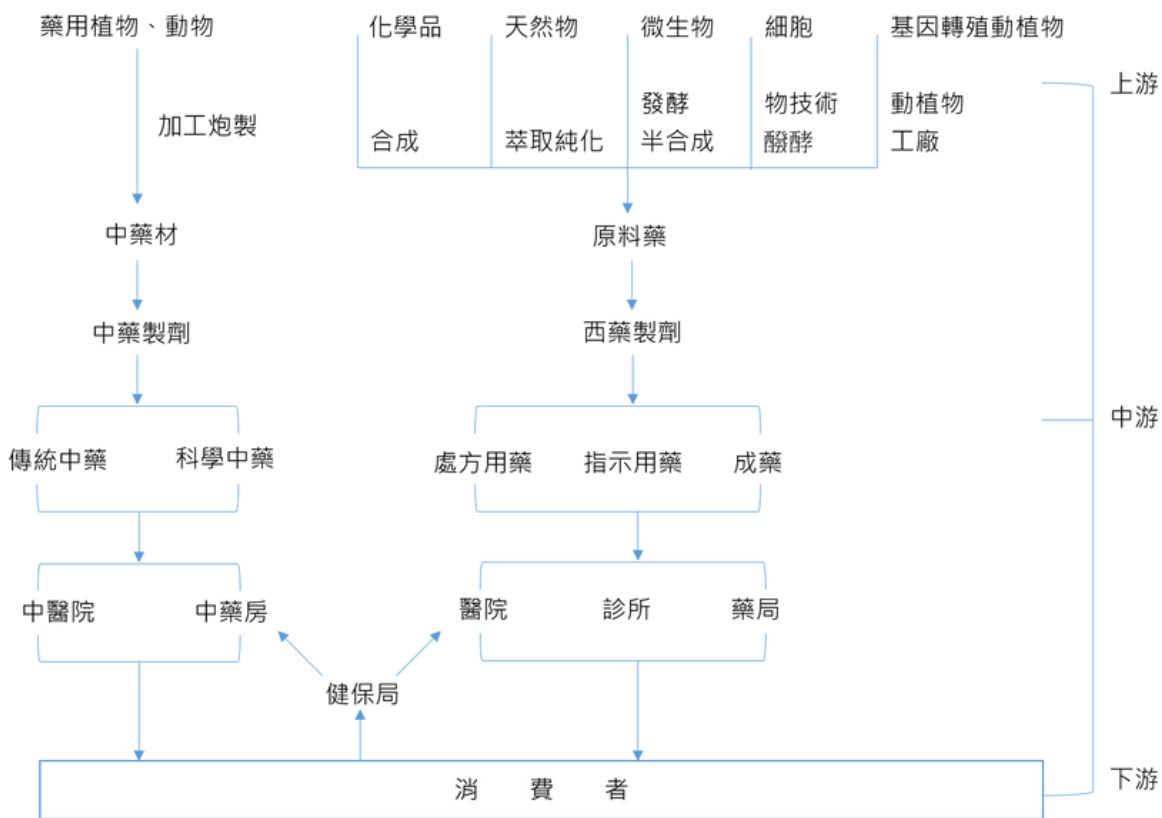 藥用植物、動物
化學品
天然物
微生物
細胞
基因轉殖動植物
上游
加工炮製
合成
萃取純化
發酵
半合成
物技術
醱酵
動植物
工廠
中藥材
原料藥
中藥製劑
西藥製劑
中游
傳統中藥
科學中藥
處方用藥
指示用藥
成藥
中醫院
中藥房
醫院
診所
藥局
健保局
消費者
下游